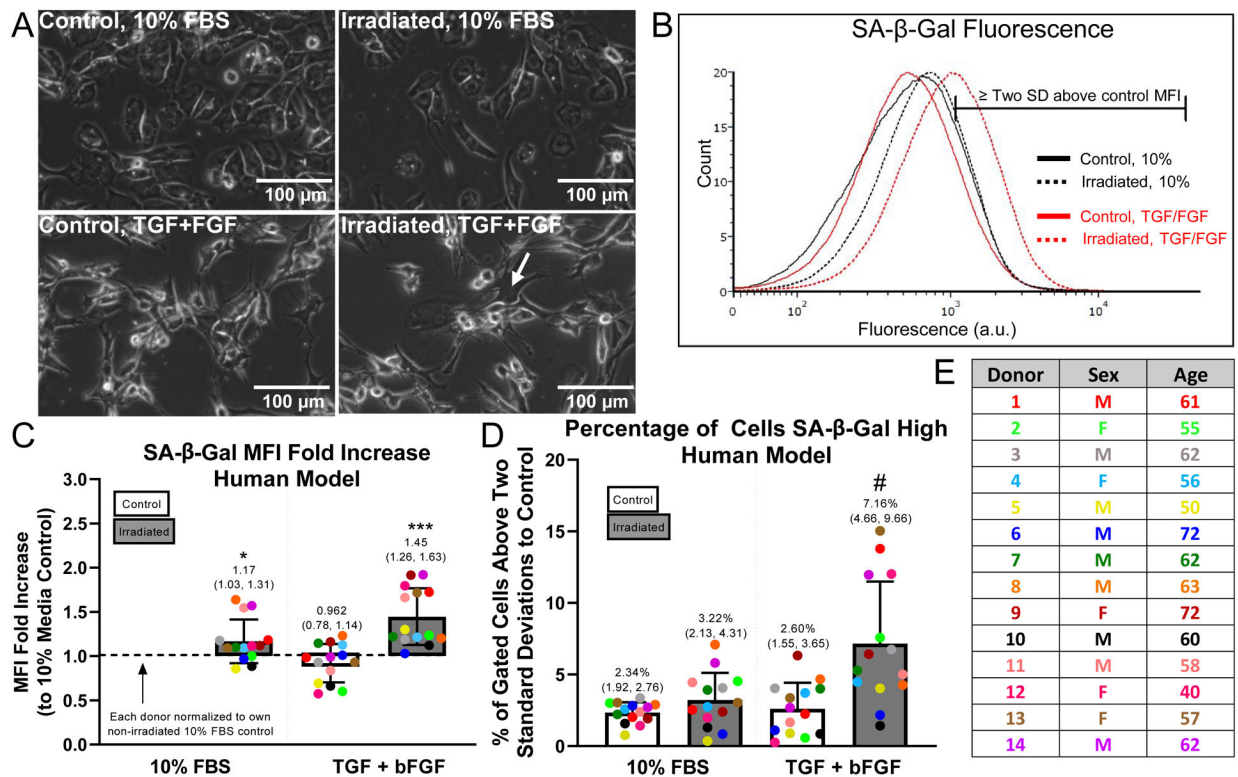 A
Control, 10% FBS
Irradiated, 10% FBS
100 µm
100 µm
Control, TGF+FGF
Irradiated, TGF+FGF
100 µm
100 µm
B
SA-β-Gal Fluorescence
Count
20
15
10
5
0
0
10²
10³
10⁴
Fluorescence (a.u.)
≥ Two SD above control MFI
Control, 10%
Irradiated, 10%
Control, TGF/FGF
Irradiated, TGF/FGF
C
SA-β-Gal MFI Fold Increase
Human Model
MFI Fold Increase
(to 10% Media Control)
3.0
2.5
2.0
1.5
1.0
0.5
0.0
Control
Irradiated
*
1.17
(1.03, 1.31)
0.962
(0.78, 1.14)
***
1.45
(1.26, 1.63)
Each donor normalized to own
non-irradiated 10% FBS control
10% FBS
TGF + bFGF
D
Percentage of Cells SA-β-Gal High
Human Model
% of Gated Cells Above Two
Standard Deviations to Control
20
15
10
5
0
Control
Irradiated
2.34%
(1.92, 2.76)
3.22%
(2.13, 4.31)
2.60%
(1.55, 3.65)
#
7.16%
(4.66, 9.66)
10% FBS
TGF + bFGF
E
Donor Sex Age
1 M 61
2 F 55
3 M 62
4 F 56
5 M 50
6 M 72
7 M 62
8 M 63
9 F 72
10 M 60
11 M 58
12 F 40
13 F 57
14 M 62